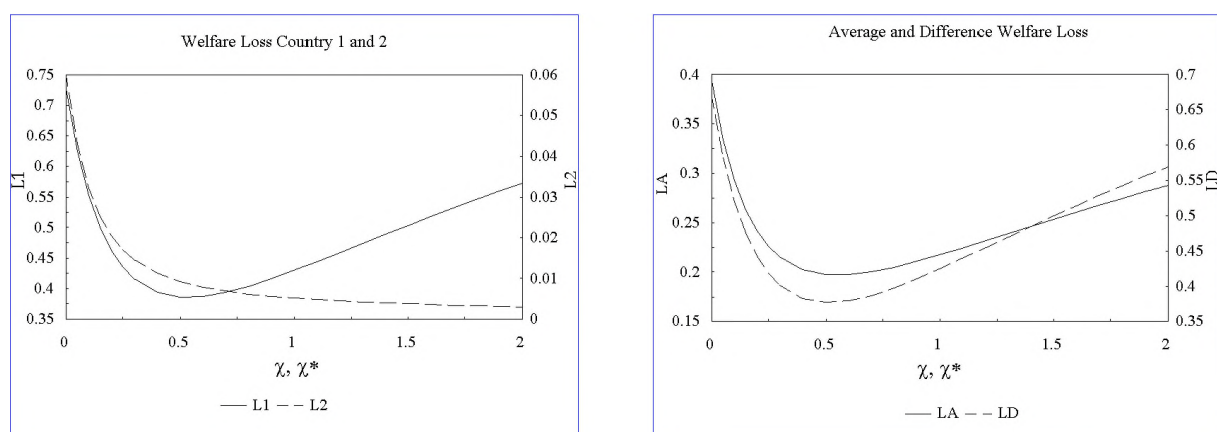 Welfare Loss Country 1 and 2
0.75
0.7
0.65
0.6
0.55
0.5
0.45
0.4
0.35
L1
0.06
0.05
0.04
0.03
0.02
0.01
0
L2
0 0.5 1 1.5 2
χ, χ*
L1 L2
Average and Difference Welfare Loss
0.4
0.35
0.3
0.25
0.2
0.15
LA
0.7
0.65
0.6
0.55
0.5
0.45
0.4
0.35
LD
0 0.5 1 1.5 2
χ, χ*
LA LD